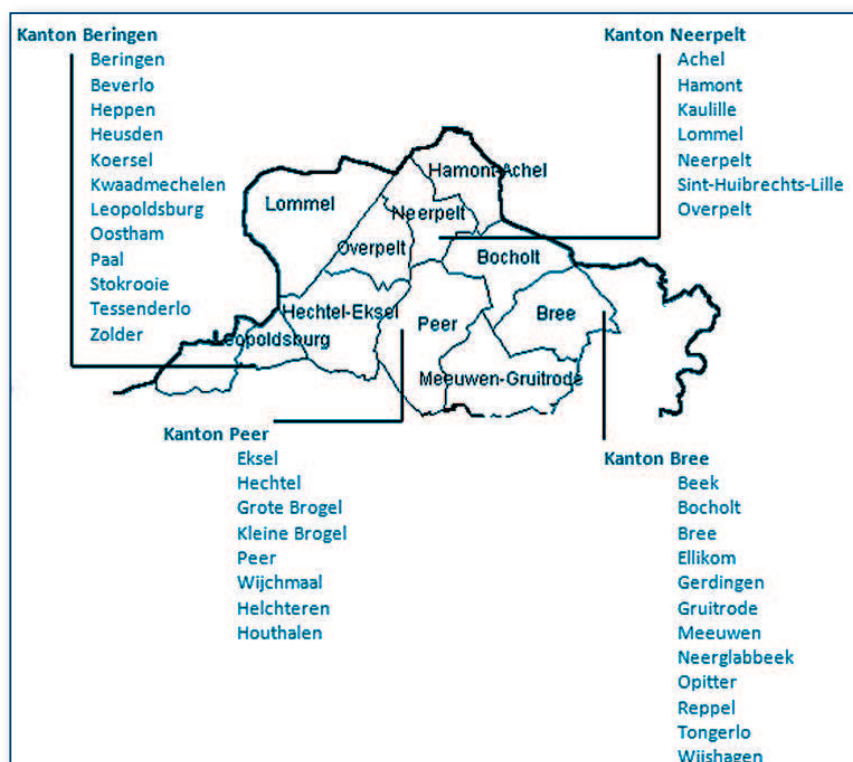 Kanton Beringen
Beringen
Beverlo
Heppen
Heusden
Koersel
Kwaadmechelen
Leopoldsburg
Oostham
Paal
Stokrooie
Tessenderlo
Zolder
Kanton Neerpelt
Achel
Hamont
Kaulille
Lommel
Neerpelt
Sint-Huibrechts-Lille
Overpelt
Hamont-Achel
Lommel
Neerpelt
Overpelt
Bocholt
Hechtel-Eksel
Peer
Bree
Leopoldsburg
Meeuwen-Gruitrode
Kanton Peer
Eksel
Hechtel
Grote Brogel
Kleine Brogel
Peer
Wijchmaal
Helchteren
Houthalen
Kanton Bree
Beek
Bocholt
Bree
Ellikom
Gerdingen
Gruitrode
Meeuwen
Neerglabbeek
Opitter
Reppel
Tongerlo
Wijshagen